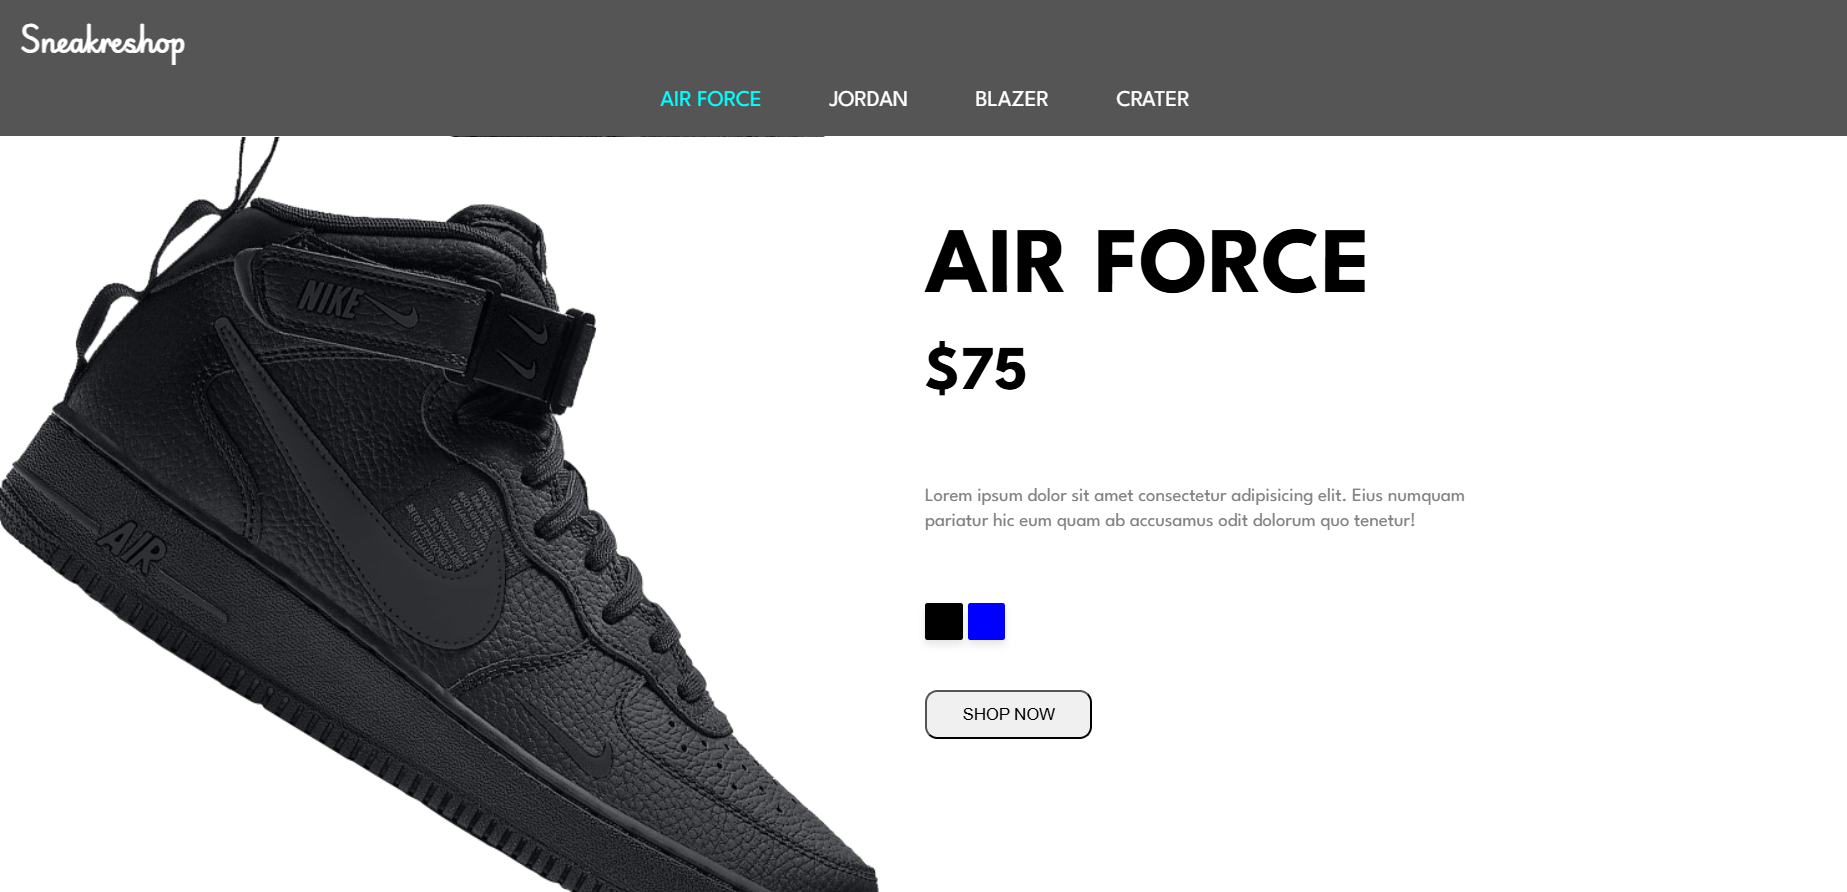 Sneakreshop
AIR FORCE JORDAN BLAZER CRATER
AIR FORCE
$75
NIKE
Lorem ipsum dolor sit amet consectetur adipisicing elit. Eius numquam
pariatur hic eum quam ab accusamus odit dolorum quo tenetur!
AIR
SHOP NOW